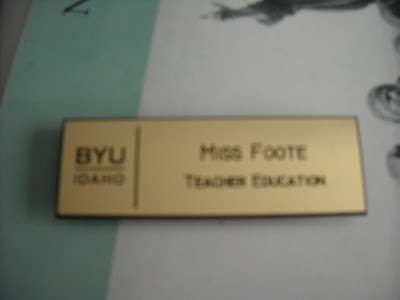 BYU
IDAHO
MISS FOOTE
TEACHER EDUCATION